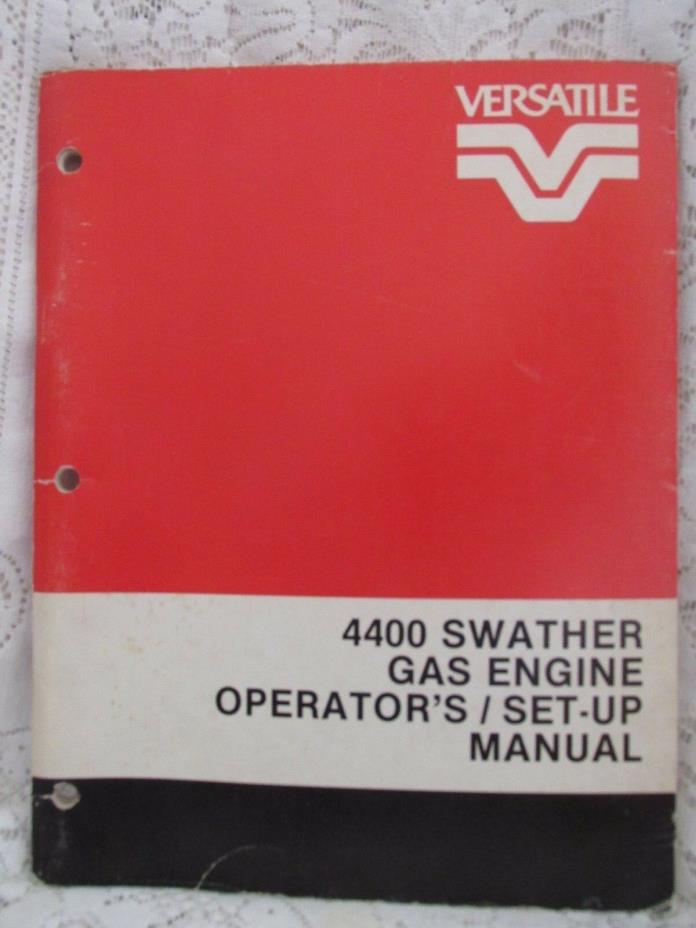 VERSATILE
4400 SWATHER
GAS ENGINE
OPERATOR'S / SET-UP
MANUAL